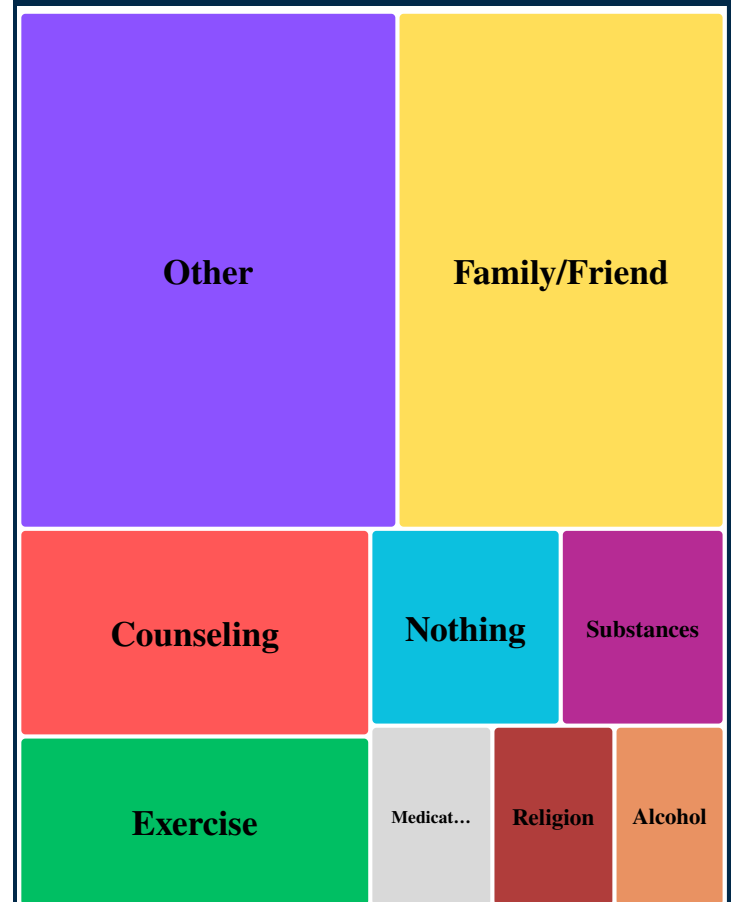 Other
Family/Friend
Counseling
Nothing
Substances
Exercise
Medicat…
Religion
Alcohol